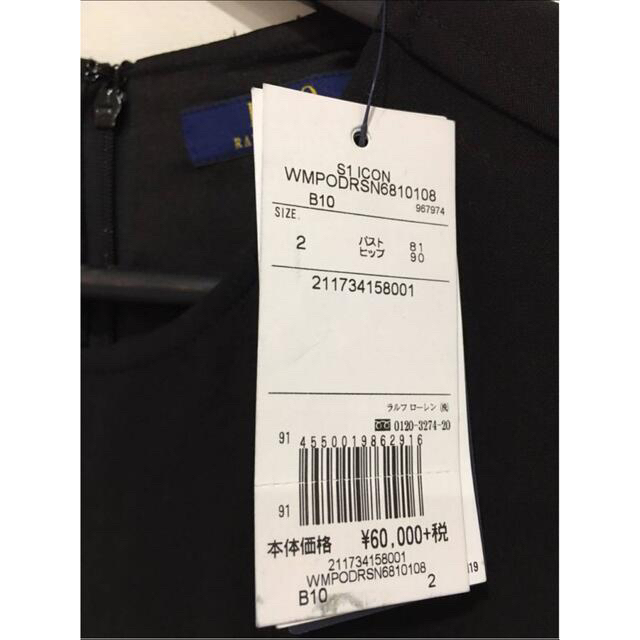 S1 ICON
WMPODRSN6810108
B10
967974
SIZE.
2 バスト 81
ヒップ 90
211734158001
ラルフ ローレン ㈱
0120-3274-20
91
4550019862916
91
本体価格 ¥60,000+税
211734158001
WMPODRSN6810108
B10 2